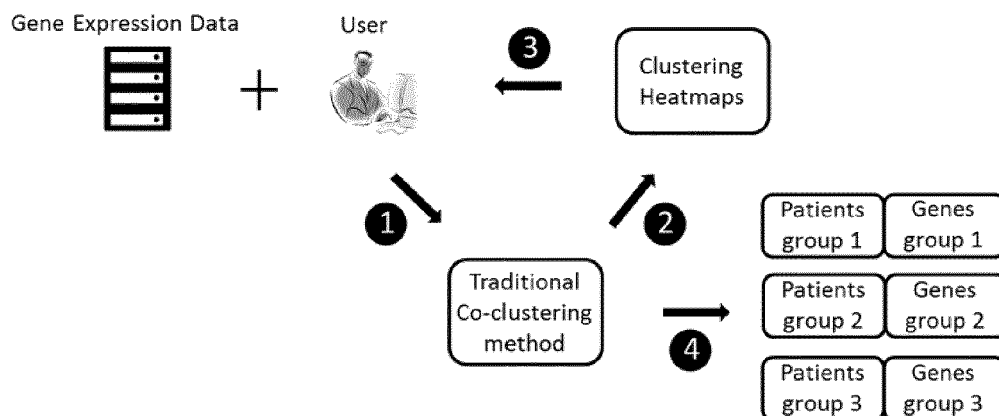 Gene Expression Data
User
3
Clustering
Heatmaps
1
2
Traditional
Co-clustering
method
4
Patients
group 1
Genes
group 1
Patients
group 2
Genes
group 2
Patients
group 3
Genes
group 3